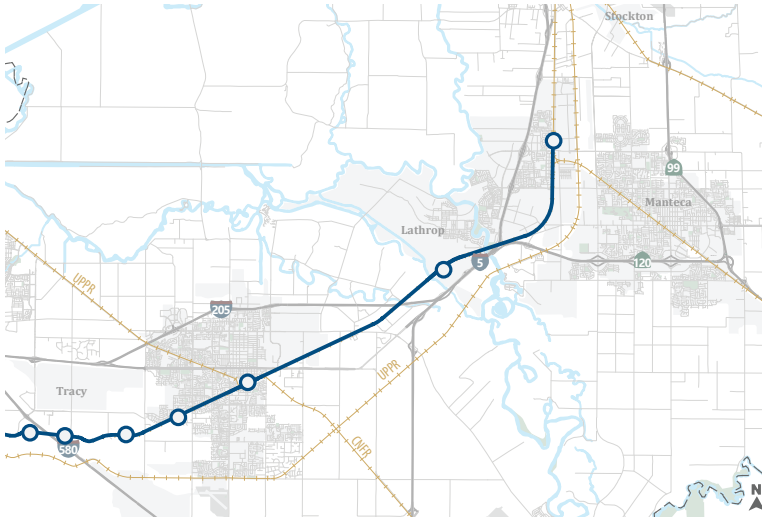 Stockton
99
Manteca
Lathrop
5
120
UPPR
205
UPPR
Tracy
CNFR
580
N